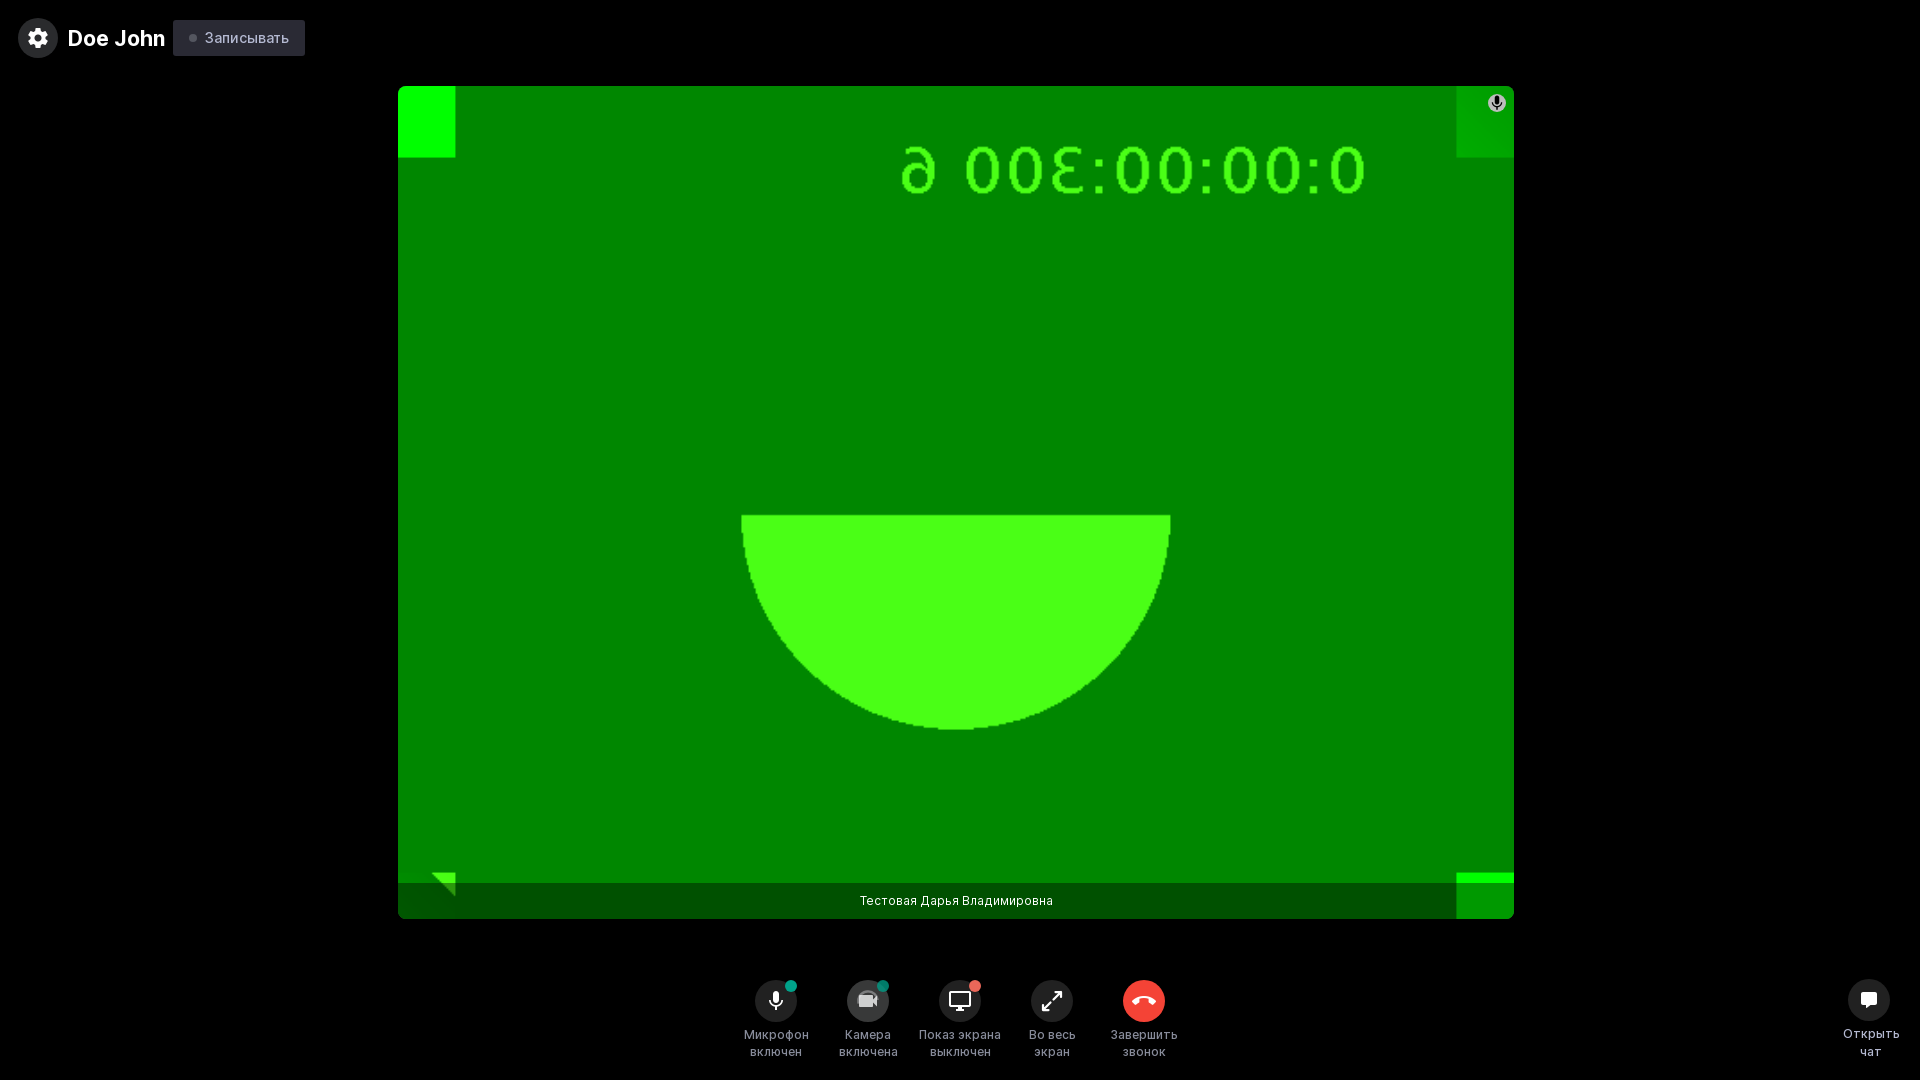 Doe John
Записывать
0:00:00:300 6
Тестовая Дарья Владимировна
Микрофон
включен
Камера
включена
Показ экрана
выключен
Во весь
экран
Завершить
звонок
Открыть
чат